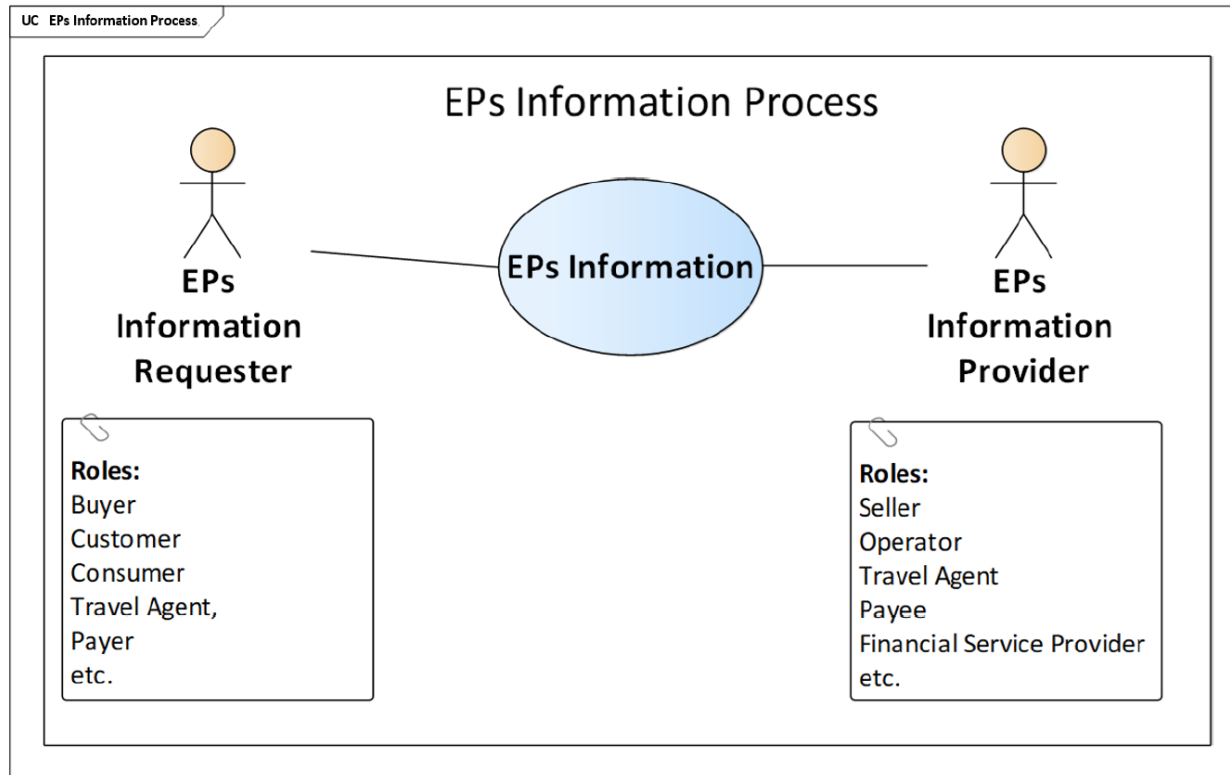 UC EPs Information Process
EPs Information Process
EPs Information
EPs
Information
Requester
EPs
Information
Provider
Roles:
Buyer
Customer
Consumer
Travel Agent,
Payer
etc.
Roles:
Seller
Operator
Travel Agent
Payee
Financial Service Provider
etc.